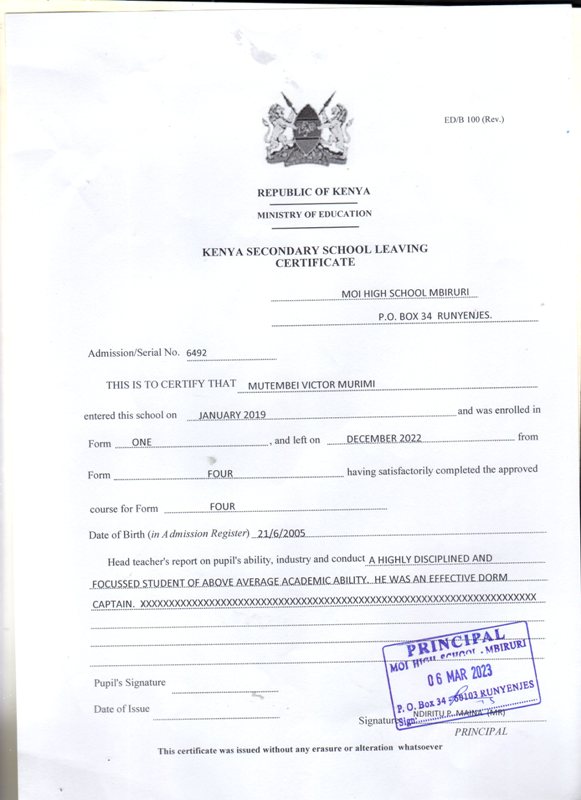 ED/B 100 (Rev.)
REPUBLIC OF KENYA
MINISTRY OF EDUCATION
KENYA SECONDARY SCHOOL LEAVING
CERTIFICATE
MOI HIGH SCHOOL MBIRURI
P.O. BOX 34 RUNYENJES.
Admission/Serial No. 6492
THIS IS TO CERTIFY THAT MUTEMBEI VICTOR MURIMI
entered this school on JANUARY 2019 and was enrolled in
Form ONE , and left on DECEMBER 2022 from
Form FOUR having satisfactorily completed the approved
course for Form FOUR
Date of Birth (in Admission Register) 21/6/2005
Head teacher's report on pupil's ability, industry and conduct A HIGHLY DISCIPLINED AND
FOCUSSED STUDENT OF ABOVE AVERAGE ACADEMIC ABILITY. HE WAS AN EFFECTIVE DORM
CAPTAIN. XXXXXXXXXXXXXXXXXXXXXXXXXXXXXXXXXXXXXXXXXXXXXXXXXXXXXXXXXXXXXXXXXXXXX
PRINCIPAL
MOI HIGH SCHOOL - MBIRURI
06 MAR 2023
P. O. Box 34 - 60103 RUNYENJES
Sign:
Pupil's Signature
Date of Issue
Signature NDIRITU P. MAINA (MR)
PRINCIPAL
This certificate was issued without any erasure or alteration whatsoever